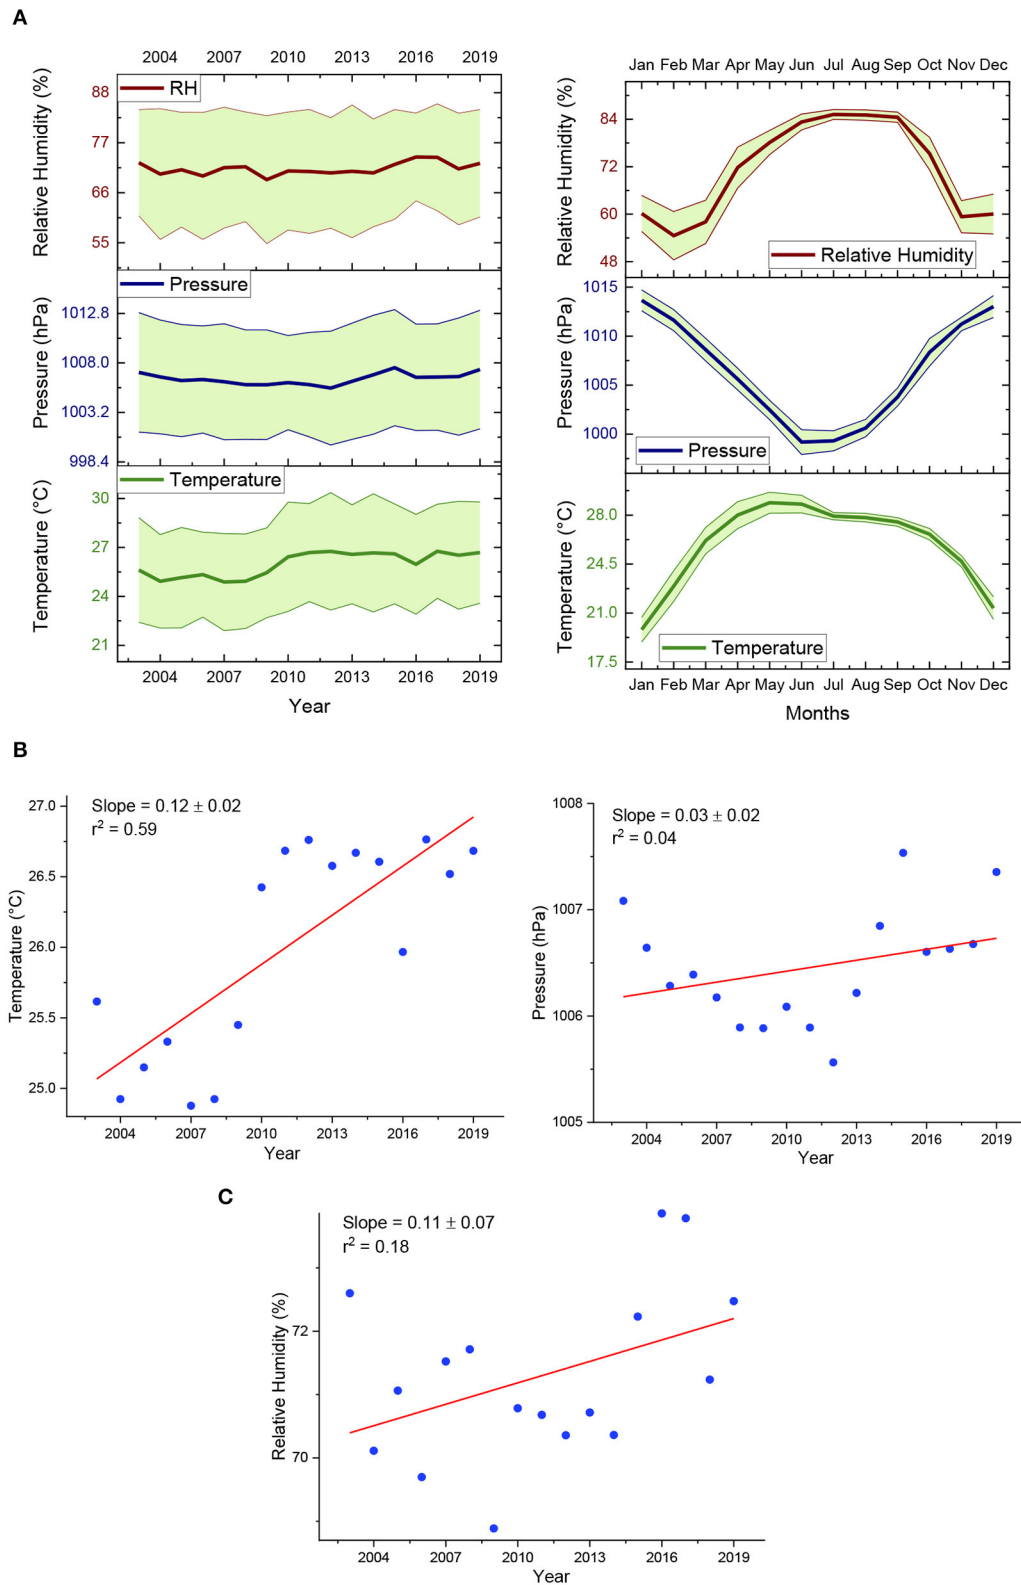 A
2004 2007 2010 2013 2016 2019
RH
Relative Humidity (%)
88
77
66
55
Pressure
Pressure (hPa)
1012.8
1008.0
1003.2
998.4
Temperature
Temperature (°C)
30
27
24
21
2004 2007 2010 2013 2016 2019
Year
Jan Feb Mar Apr May Jun Jul Aug Sep Oct Nov Dec
Relative Humidity (%)
84
72
60
48
Relative Humidity
Pressure (hPa)
1015
1010
1005
1000
Pressure
Temperature (°C)
28.0
24.5
21.0
17.5
Temperature
Jan Feb Mar Apr May Jun Jul Aug Sep Oct Nov Dec
Months
B
Slope = 0.12 ± 0.02
r² = 0.59
Temperature (°C)
27.0
26.5
26.0
25.5
25.0
2004 2007 2010 2013 2016 2019
Year
Slope = 0.03 ± 0.02
r² = 0.04
Pressure (hPa)
1008
1007
1006
1005
2004 2007 2010 2013 2016 2019
Year
C
Slope = 0.11 ± 0.07
r² = 0.18
Relative Humidity (%)
72
70
2004 2007 2010 2013 2016 2019
Year